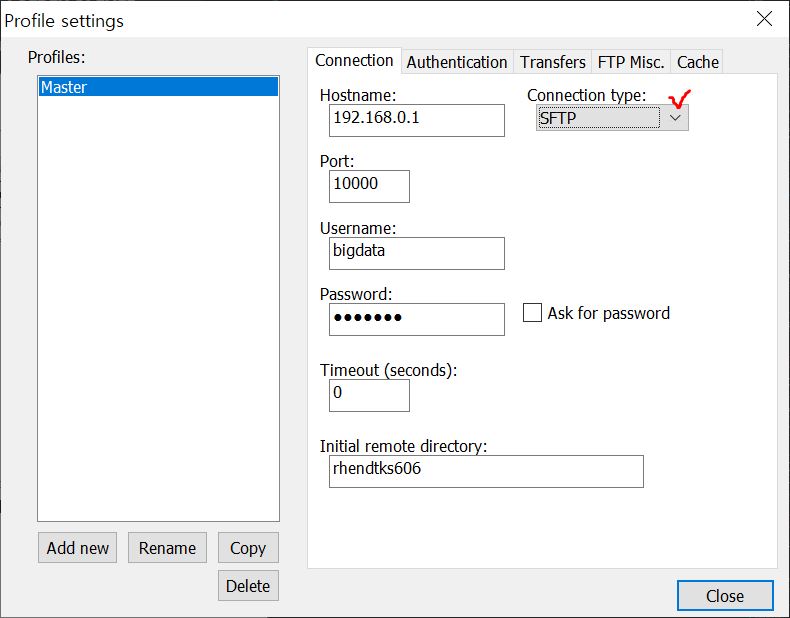 Profile settings
Profiles:
Master
Add new
Rename
Copy
Delete
Connection
Authentication
Transfers
FTP Misc.
Cache
Hostname:
192.168.0.1
Connection type:
SFTP
Port:
10000
Username:
bigdata
Password:
●●●●●●●
Ask for password
Timeout (seconds):
0
Initial remote directory:
rhendtks606
Close